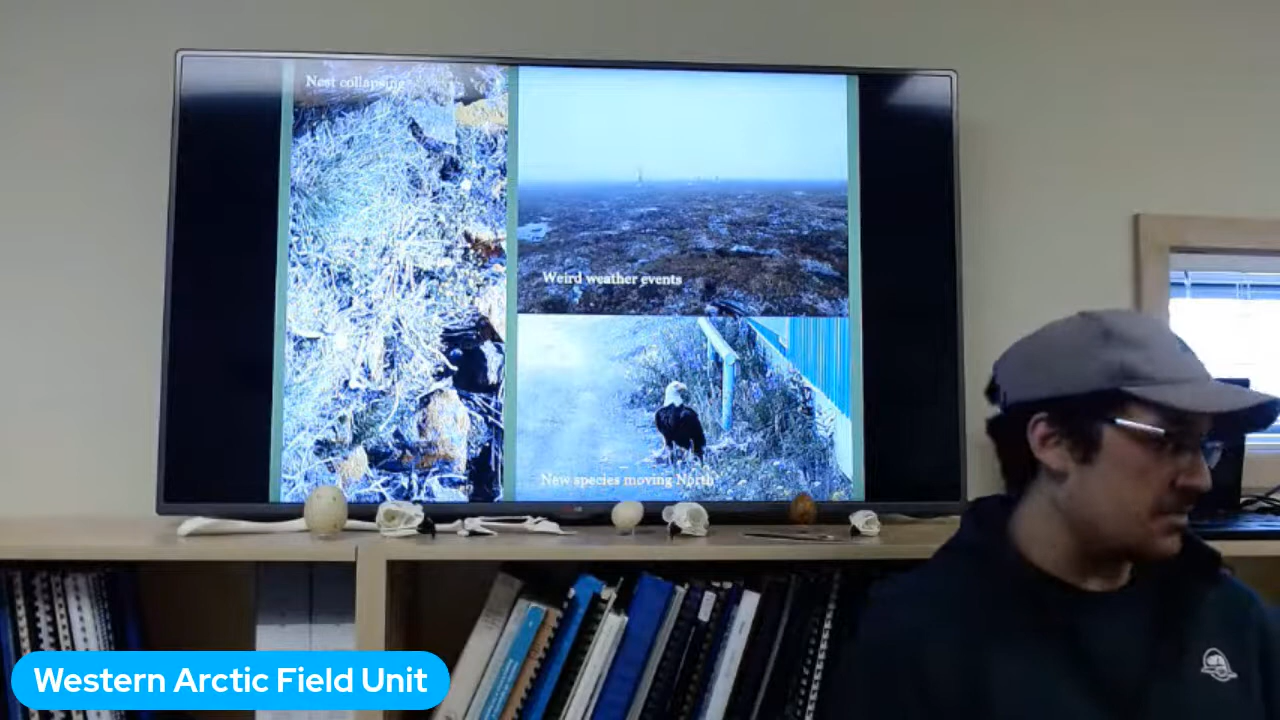 Nest collapsing
Weird weather events
New species moving North
Western Arctic Field Unit